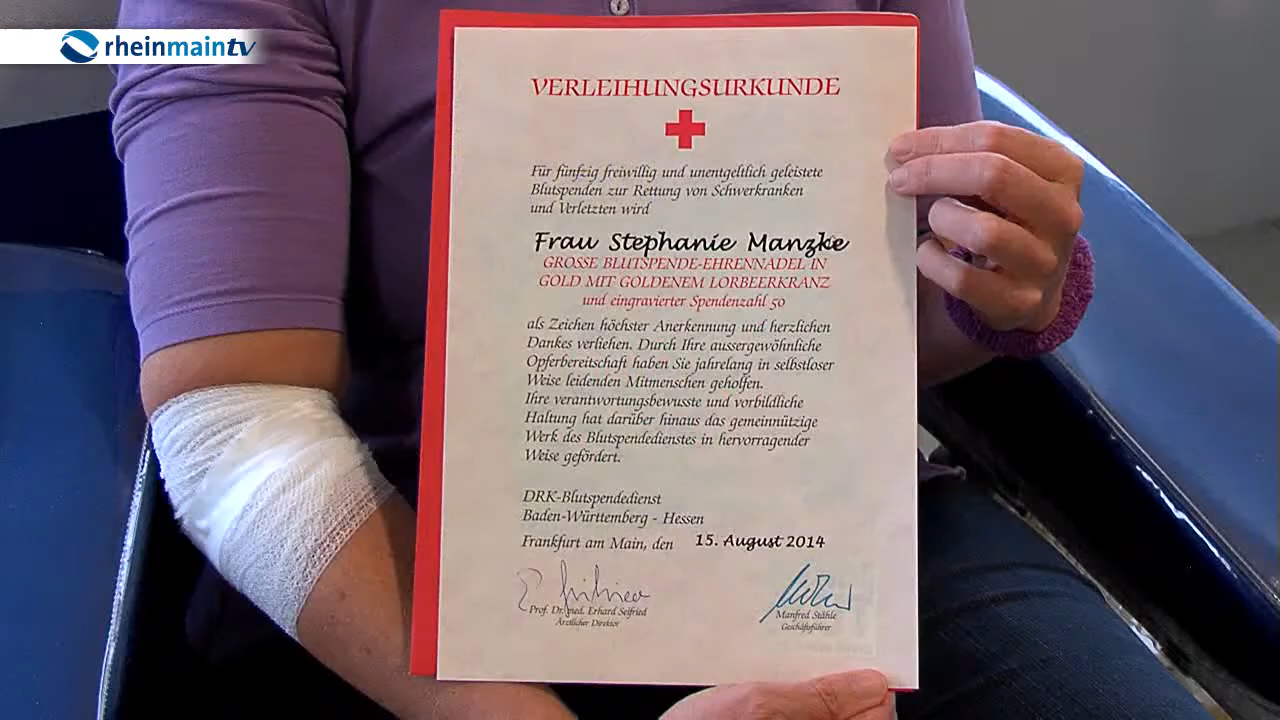 rheinmaintv
VERLEIHUNGSURKUNDE
Für fünfzig freiwillig und unentgeltlich geleistete
Blutspenden zur Rettung von Schwerkranken
und Verletzten wird
Frau Stephanie Manzke
GROSSE BLUTSPENDE-EHRENNADEL IN
GOLD MIT GOLDENEM LORBEERKRANZ
und eingravierter Spendenzahl 50
als Zeichen höchster Anerkennung und herzlichen
Dankes verliehen. Durch Ihre aussergewöhnliche
Opferbereitschaft haben Sie jahrelang in selbstloser
Weise leidenden Mitmenschen geholfen.
Ihre verantwortungsbewusste und vorbildliche
Haltung hat darüber hinaus das gemeinnützige
Werk des Blutspendedienstes in hervorragender
Weise gefördert.
DRK-Blutspendedienst
Baden-Württemberg - Hessen
Frankfurt am Main, den 15. August 2014
Prof. Dr. med. Erhard Seifried
Ärztlicher Direktor
Manfred Stähle
Geschäftsführer